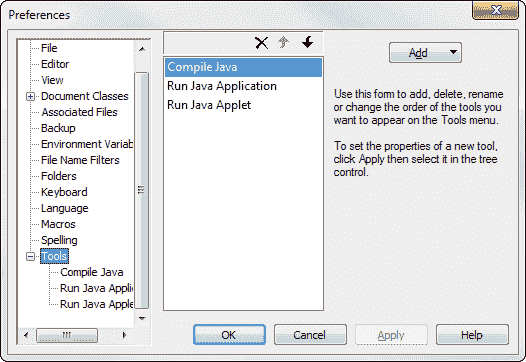 Preferences
File
Editor
View
Document Classes
Associated Files
Backup
Environment Variab
File Name Filters
Folders
Keyboard
Language
Macros
Spelling
Tools
Compile Java
Run Java Appli
Run Java Apple
Compile Java
Run Java Application
Run Java Applet
Add
Use this form to add, delete, rename
or change the order of the tools you
want to appear on the Tools menu.
To set the properties of a new tool,
click Apply then select it in the tree
control.
OK
Cancel
Apply
Help